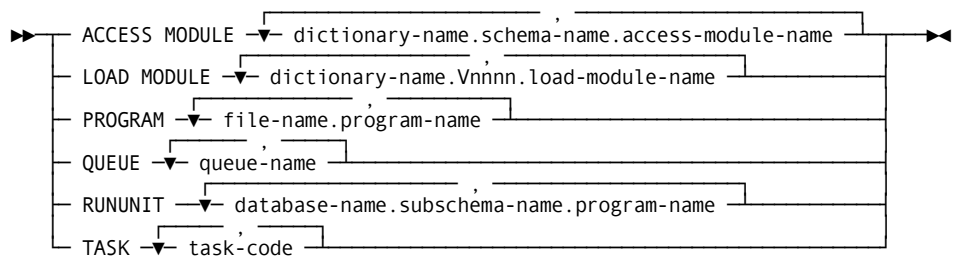 ,
ACCESS MODULE dictionary-name.schema-name.access-module-name
,
LOAD MODULE dictionary-name.Vnnnn.load-module-name
,
PROGRAM file-name.program-name
,
QUEUE queue-name
,
RUNUNIT database-name.subschema-name.program-name
,
TASK task-code